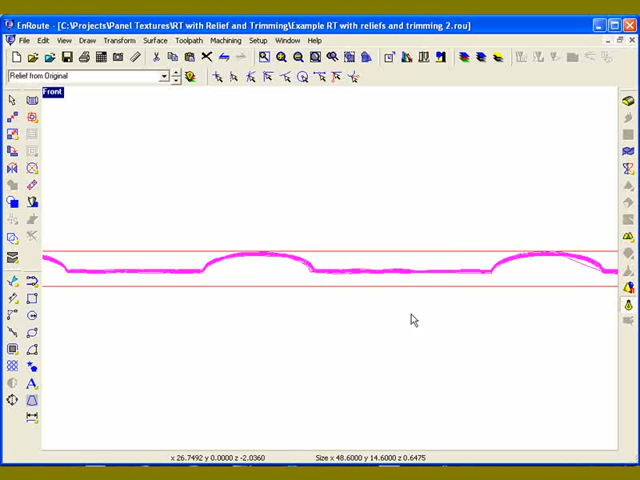 EnRoute - [C:\Projects\Panel Textures\RT with Relief and Trimming\Example RT with reliefs and trimming 2.rou]
File Edit View Draw Transform Surface Toolpath Machining Setup Window Help
Relief from Original
Front
x 26.7492 y 0.0000 z -2.0360 Size x 48.6000 y 14.6000 z 0.6475